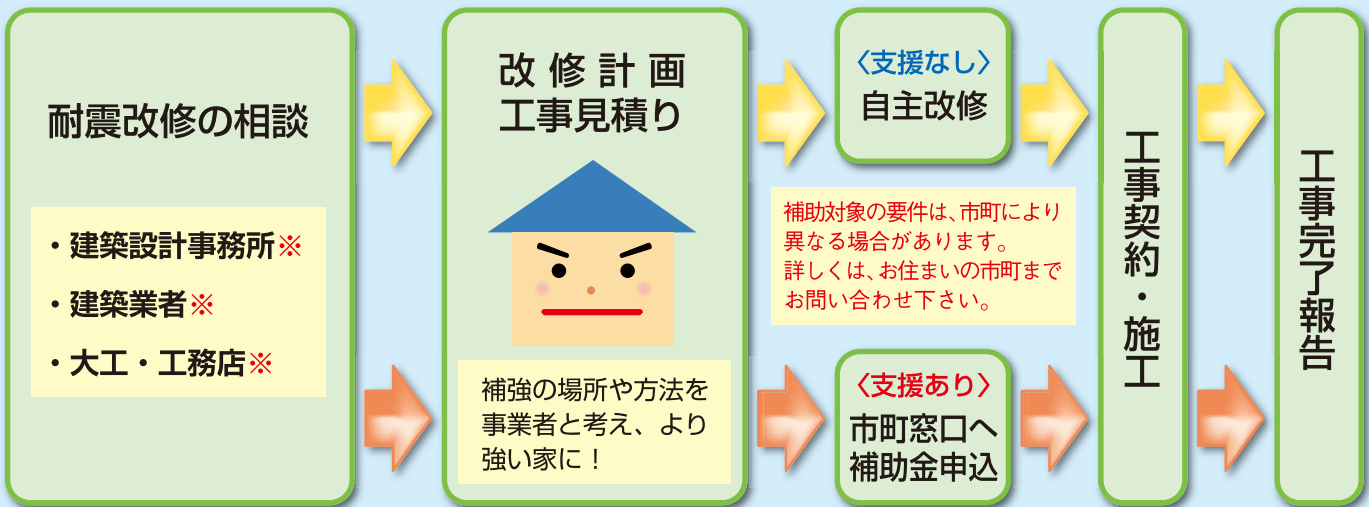 耐震改修の相談
・建築設計事務所※
・建築業者※
・大工・工務店※
改修計画
工事見積り
補強の場所や方法を
事業者と考え、より
強い家に！
〈支援なし〉
自主改修
補助対象の要件は、市町により
異なる場合があります。
詳しくは、お住まいの市町まで
お問い合わせ下さい。
〈支援あり〉
市町窓口へ
補助金申込
工事契約・施工
工事完了報告